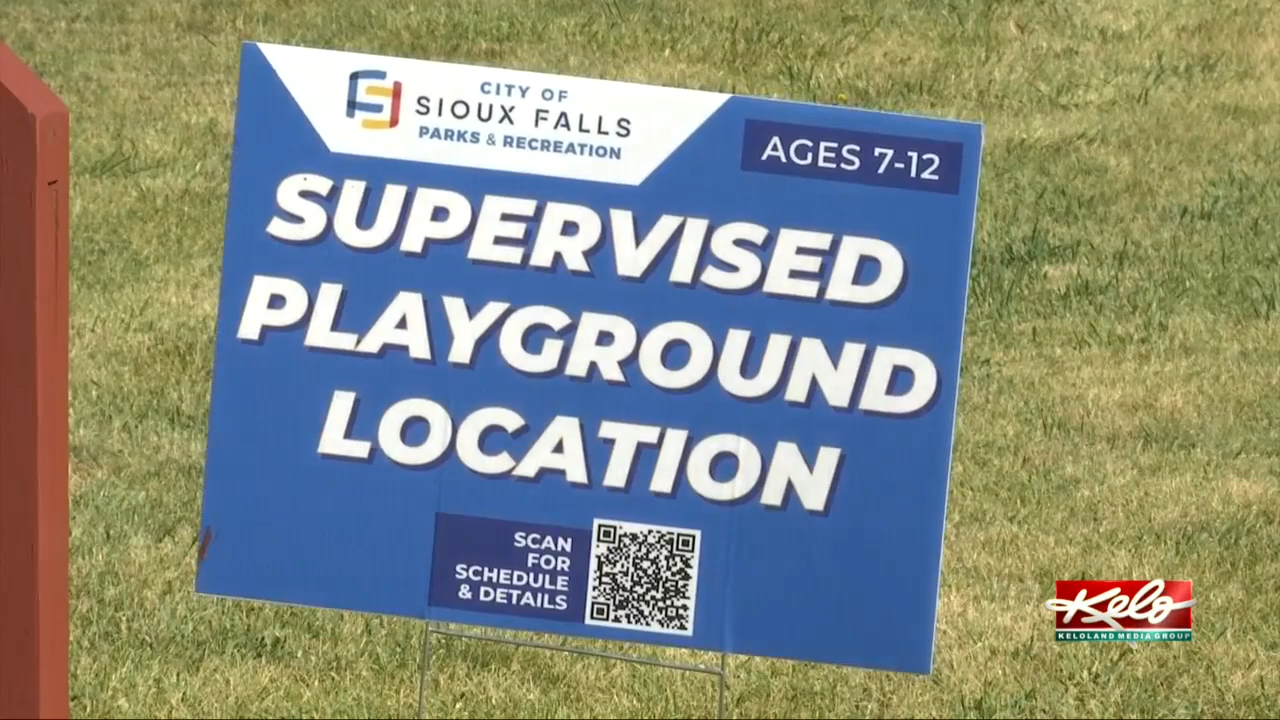 CITY OF
SIOUX FALLS
PARKS & RECREATION
AGES 7-12
SUPERVISED
PLAYGROUND
LOCATION
SCAN
FOR
SCHEDULE
& DETAILS
Kelo
KELOLAND MEDIA GROUP